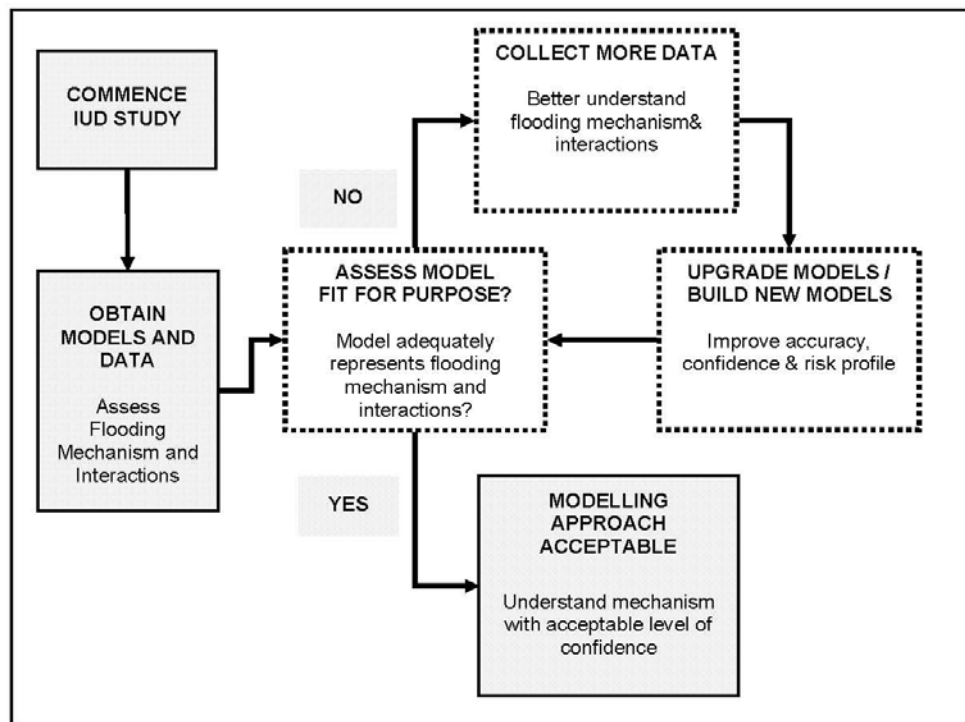 COMMENCE
IUD STUDY
OBTAIN
MODELS AND
DATA
Assess
Flooding
Mechanism and
Interactions
ASSESS MODEL
FIT FOR PURPOSE?
Model adequately
represents flooding
mechanism and
interactions?
NO
COLLECT MORE DATA
Better understand
flooding mechanism&
interactions
UPGRADE MODELS /
BUILD NEW MODELS
Improve accuracy,
confidence & risk profile
YES
MODELLING
APPROACH
ACCEPTABLE
Understand mechanism
with acceptable level of
confidence